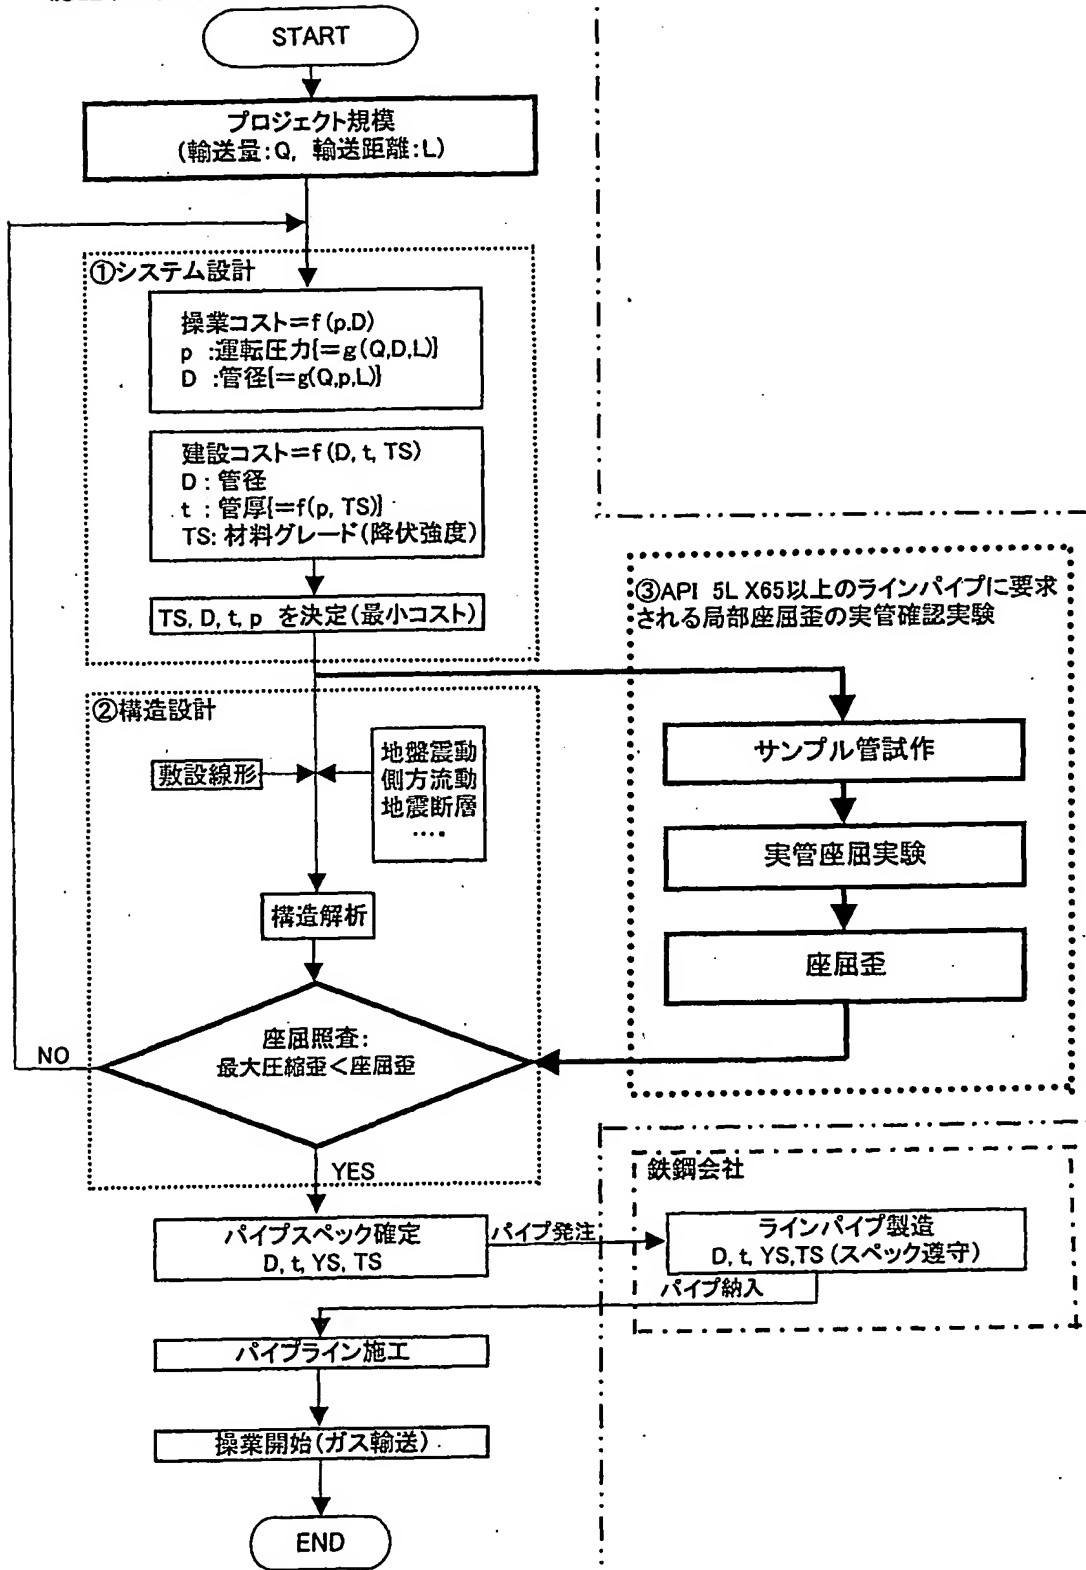 START
プロジェクト規模
(輸送量:Q, 輸送距離:L)
①システム設計
操業コスト=f(p.D)
p :運転圧力{=g(Q,D,L)}
D :管径{=g(Q,p,L)}
建設コスト=f(D, t, TS)
D : 管径
t : 管厚{=f(p, TS)}
TS: 材料グレード(降伏強度)
TS, D, t, p を決定(最小コスト)
②構造設計
敷設線形
地盤震動
側方流動
地震断層
....
構造解析
座屈照査:
最大圧縮歪<座屈歪
NO
YES
③API 5L X65以上のラインパイプに要求
される局部座屈歪の実管確認実験
サンプル管試作
実管座屈実験
座屈歪
パイプスペック確定
D, t, YS, TS
パイプ発注
鉄鋼会社
ラインパイプ製造
D, t, YS,TS (スペック遵守)
パイプ納入
パイプライン施工
操業開始(ガス輸送)
END